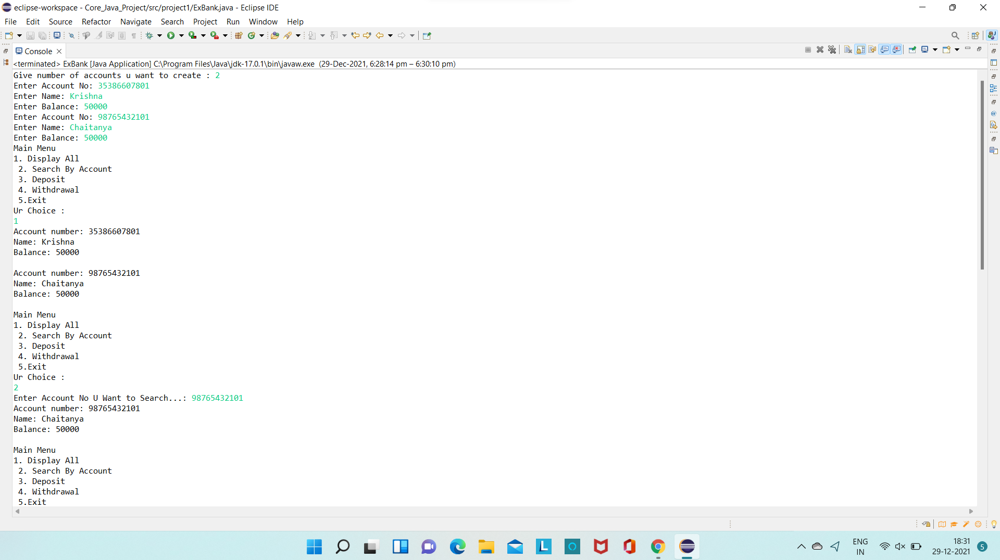 eclipse-workspace - Core_Java_Project/src/project1/ExBank.java - Eclipse IDE
File Edit Source Refactor Navigate Search Project Run Window Help
Console
<terminated> ExBank [Java Application] C:\Program Files\Java\jdk-17.0.1\bin\javaw.exe (29-Dec-2021, 6:28:14 pm – 6:30:10 pm)
Give number of accounts u want to create : 2
Enter Account No: 35386607801
Enter Name: Krishna
Enter Balance: 50000
Enter Account No: 98765432101
Enter Name: Chaitanya
Enter Balance: 50000
Main Menu
1. Display All
 2. Search By Account
 3. Deposit
 4. Withdrawal
 5.Exit
Ur Choice :
1
Account number: 35386607801
Name: Krishna
Balance: 50000

Account number: 98765432101
Name: Chaitanya
Balance: 50000

Main Menu
1. Display All
 2. Search By Account
 3. Deposit
 4. Withdrawal
 5.Exit
Ur Choice :
2
Enter Account No U Want to Search...: 98765432101
Account number: 98765432101
Name: Chaitanya
Balance: 50000

Main Menu
1. Display All
 2. Search By Account
 3. Deposit
 4. Withdrawal
 5.Exit
L
ENG
IN
18:31
29-12-2021
5